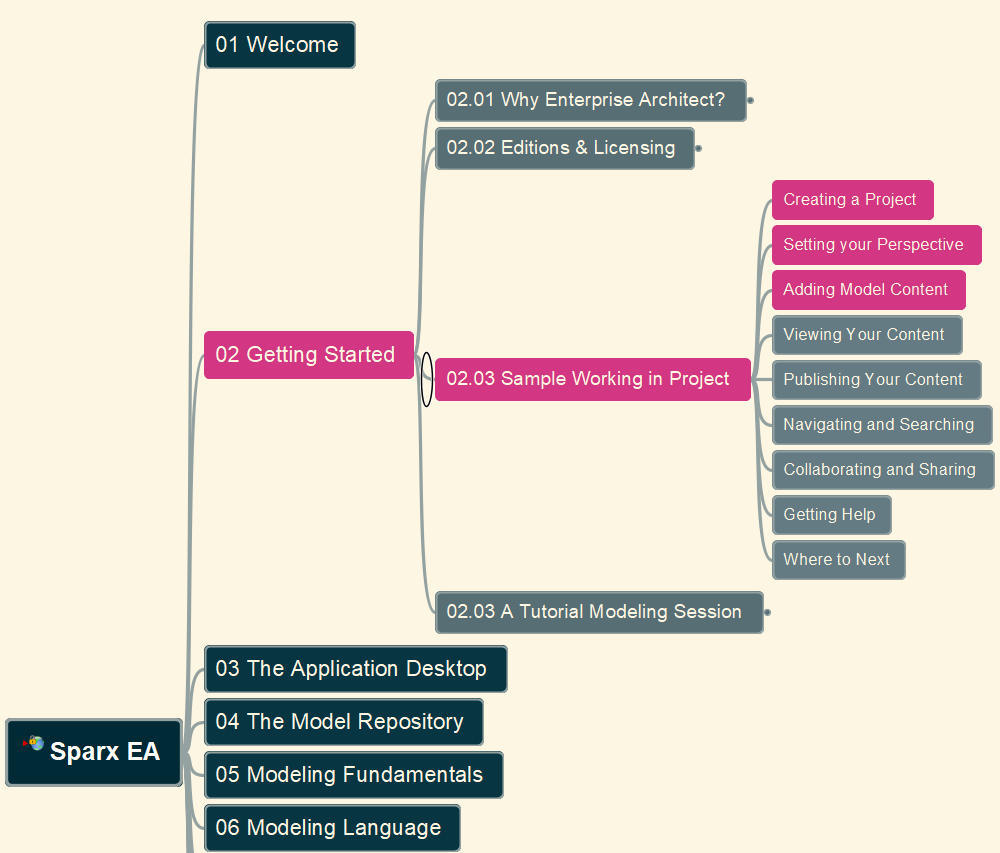 01 Welcome
02.01 Why Enterprise Architect?
02.02 Editions & Licensing
Creating a Project
Setting your Perspective
Adding Model Content
Viewing Your Content
02 Getting Started
02.03 Sample Working in Project
Publishing Your Content
Navigating and Searching
Collaborating and Sharing
Getting Help
Where to Next
02.03 A Tutorial Modeling Session
03 The Application Desktop
04 The Model Repository
Sparx EA
05 Modeling Fundamentals
06 Modeling Language